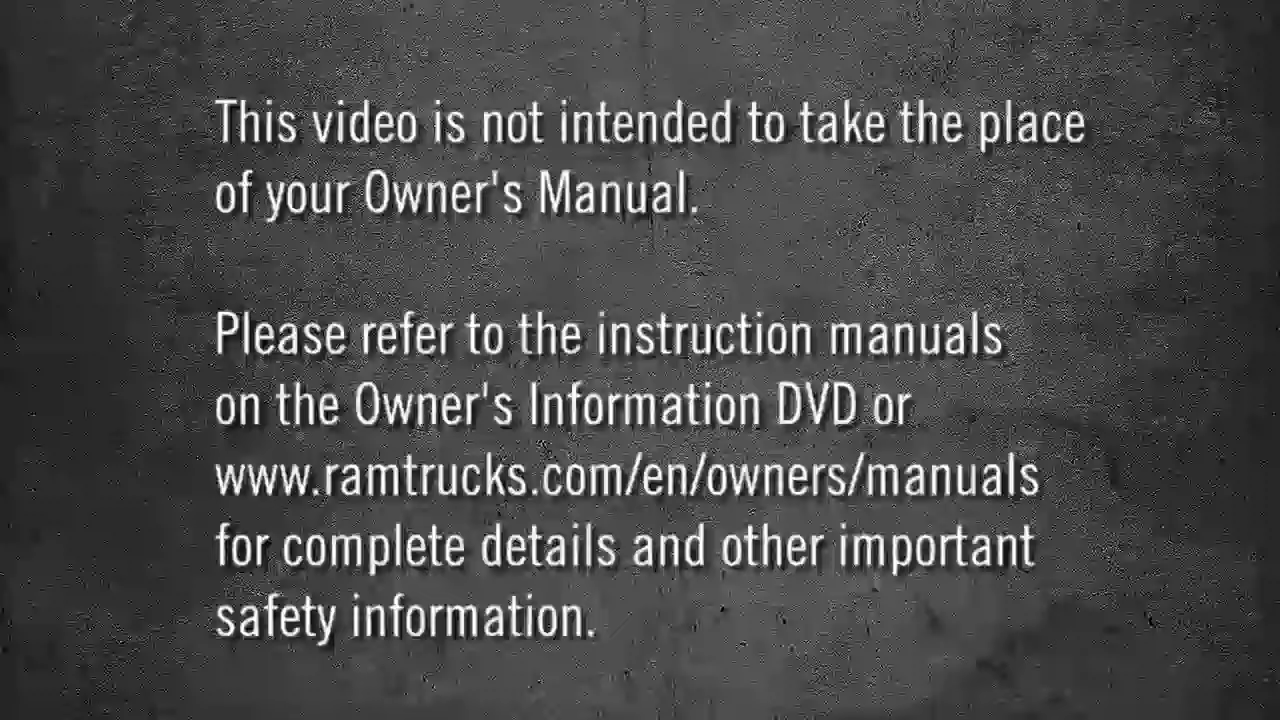 This video is not intended to take the place
of your Owner's Manual.
Please refer to the instruction manuals
on the Owner's Information DVD or
www.ramtrucks.com/en/owners/manuals
for complete details and other important
safety information.